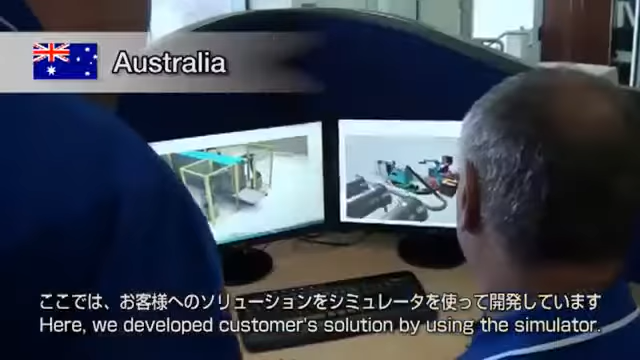 Australia
ここでは、お客様へのソリューションをシミュレータを使って開発しています
Here, we developed customer's solution by using the simulator.